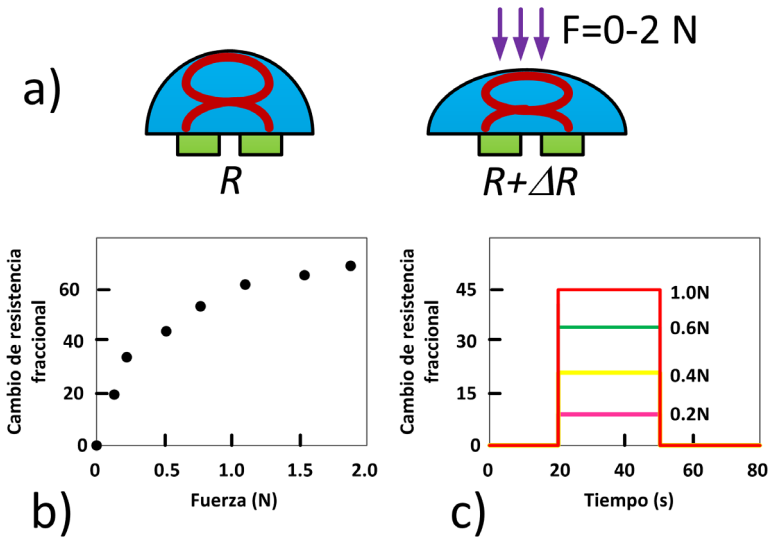 a)
F=0-2 N
R
R+ΔR
Cambio de resistencia
fraccional
60
40
20
0
0
0.5
1.0
1.5
2.0
Fuerza (N)
b)
Cambio de resistencia
fraccional
45
30
15
0
1.0N
0.6N
0.4N
0.2N
0
20
40
60
80
Tiempo (s)
c)